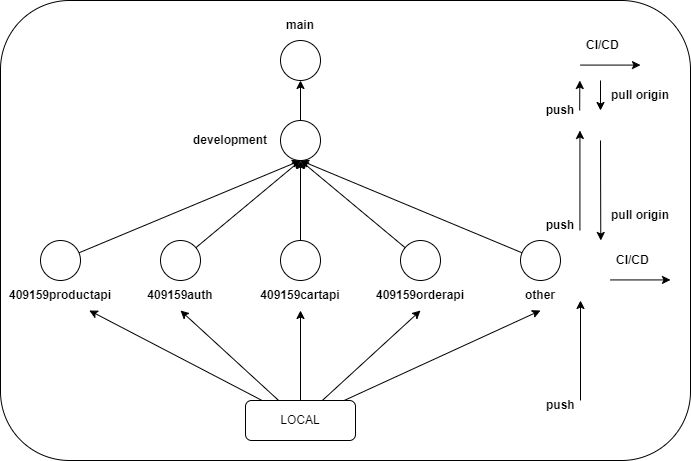 main
CI/CD
pull origin
push
development
pull origin
push
CI/CD
409159productapi
409159auth
409159cartapi
409159orderapi
other
push
LOCAL